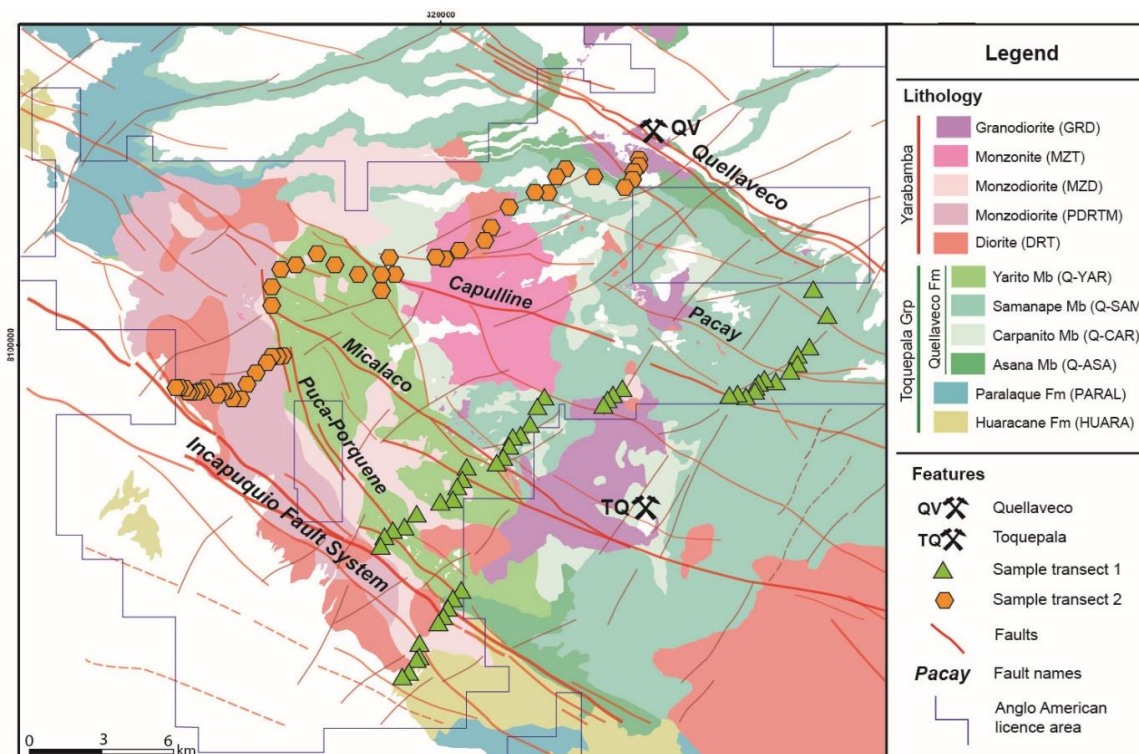 320000
8100000
QV
Quellaveco
Capulline
Pacay
Micalaco
Puca-Porquene
Incapuquio Fault System
TQ
0 3 6
km
Legend
Lithology
Yarabamba
Granodiorite (GRD)
Monzonite (MZT)
Monzodiorite (MZD)
Monzodiorite (PDRTM)
Diorite (DRT)
Toquepala Grp
Quellaveco Fm
Yarito Mb (Q-YAR)
Samanape Mb (Q-SAM
Carpanito Mb (Q-CAR)
Asana Mb (Q-ASA)
Paralaque Fm (PARAL)
Huaracane Fm (HUARA)
Features
QV Quellaveco
TQ Toquepala
Sample transect 1
Sample transect 2
Faults
Pacay Fault names
Anglo American
licence area